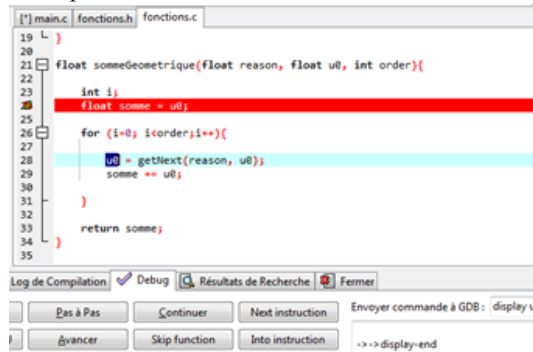 [*] main.c fonctions.h fonctions.c
19 }
20
21 float sommeGeometrique(float reason, float u0, int order){
22
23 int i;
float somme = u0;
25
26 for (i=0; i<order;i++){
27
28 u0 = getNext(reason, u0);
29 somme += u0;
30
31 }
32
33 return somme;
34 }
35
Log de Compilation Debug Résultats de Recherche Fermer
Pas à Pas Continuer Next instruction Envoyer commande à GDB : display u
Avancer Skip function Into instruction ->->display-end